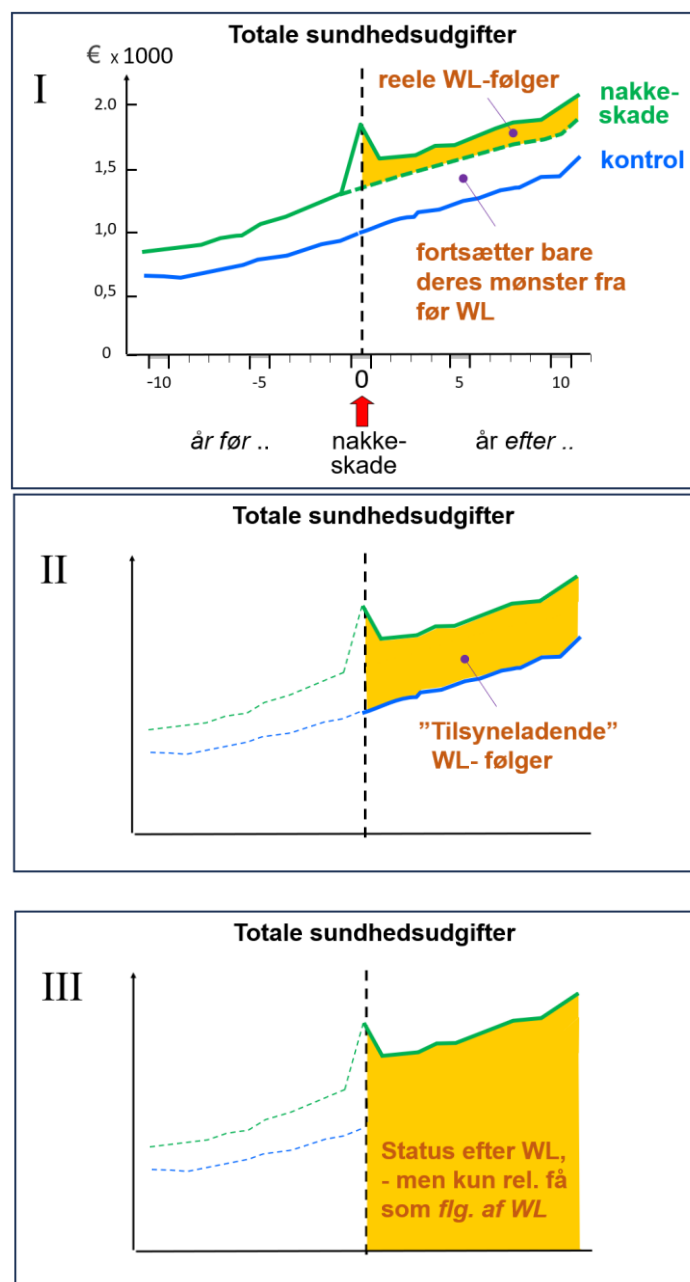 Totale sundhedsudgifter
€ x 1000
I
reele WL-følger
nakke-
skade
kontrol
2.0
1,5
1,0
0,5
0
fortsætter bare
deres mønster fra
før WL
-10
-5
0
5
10
år før ..
nakke-
skade
år efter ..
Totale sundhedsudgifter
II
”Tilsyneladende”
WL- følger
Totale sundhedsudgifter
III
Status efter WL,
- men kun rel. få
som flg. af WL